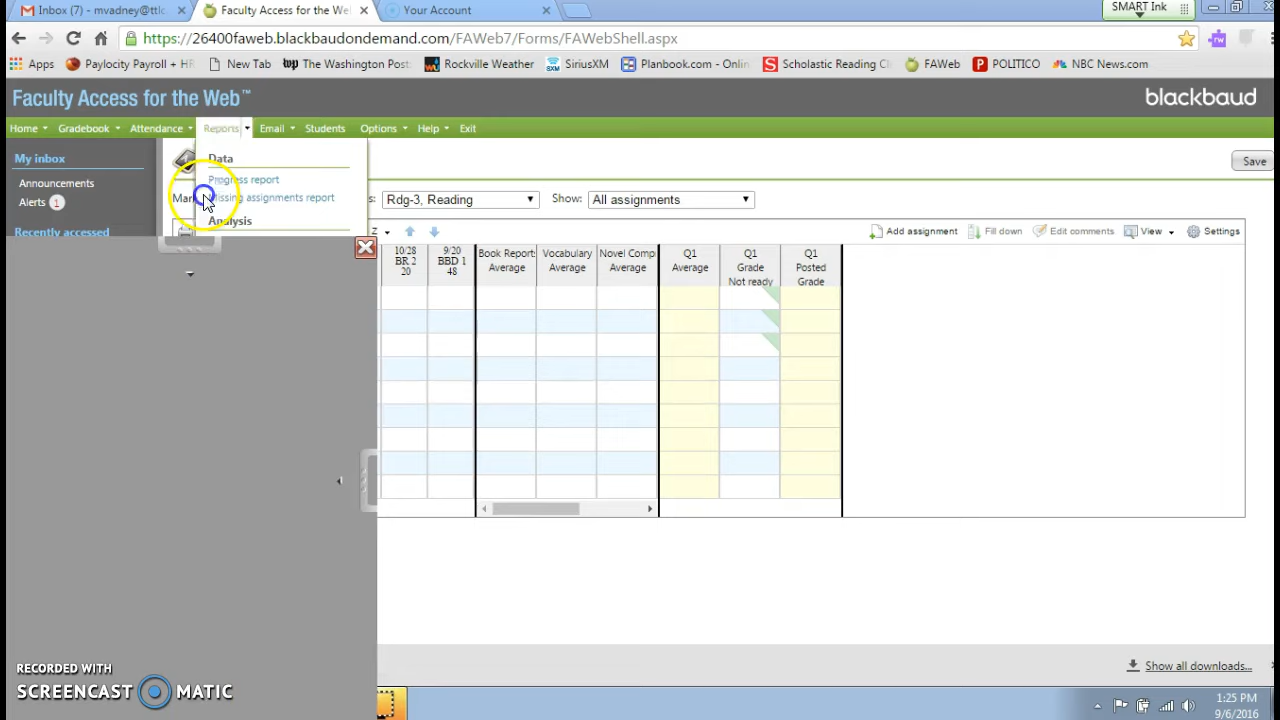 Inbox (7) - mvadney@ttlc
Faculty Access for the We
Your Account
SMART Ink
https://26400faweb.blackbaudondemand.com/FAWeb7/Forms/FAWebShell.aspx
Apps
Paylocity Payroll + HR
New Tab
The Washington Post
Rockville Weather
SiriusXM
Planbook.com - Onlin
Scholastic Reading Cl
FAWeb
POLITICO
NBC News.com
Faculty Access for the Web™
blackbaud
Home
Gradebook
Attendance
Reports
Email
Students
Options
Help
Exit
My inbox
Announcements
Alerts 1
Recently accessed
Data
Progress report
Missing assignments report
Analysis
Save
Rdg-3, Reading
Show:
All assignments
Add assignment
Fill down
Edit comments
View
Settings
10/28
BR 2
20
9/20
BBD 1
48
Book Report
Average
Vocabulary
Average
Novel Comp
Average
Q1
Average
Q1
Grade
Not ready
Q1
Posted
Grade
Show all downloads...
RECORDED WITH
SCREENCAST MATIC
1:25 PM
9/6/2016